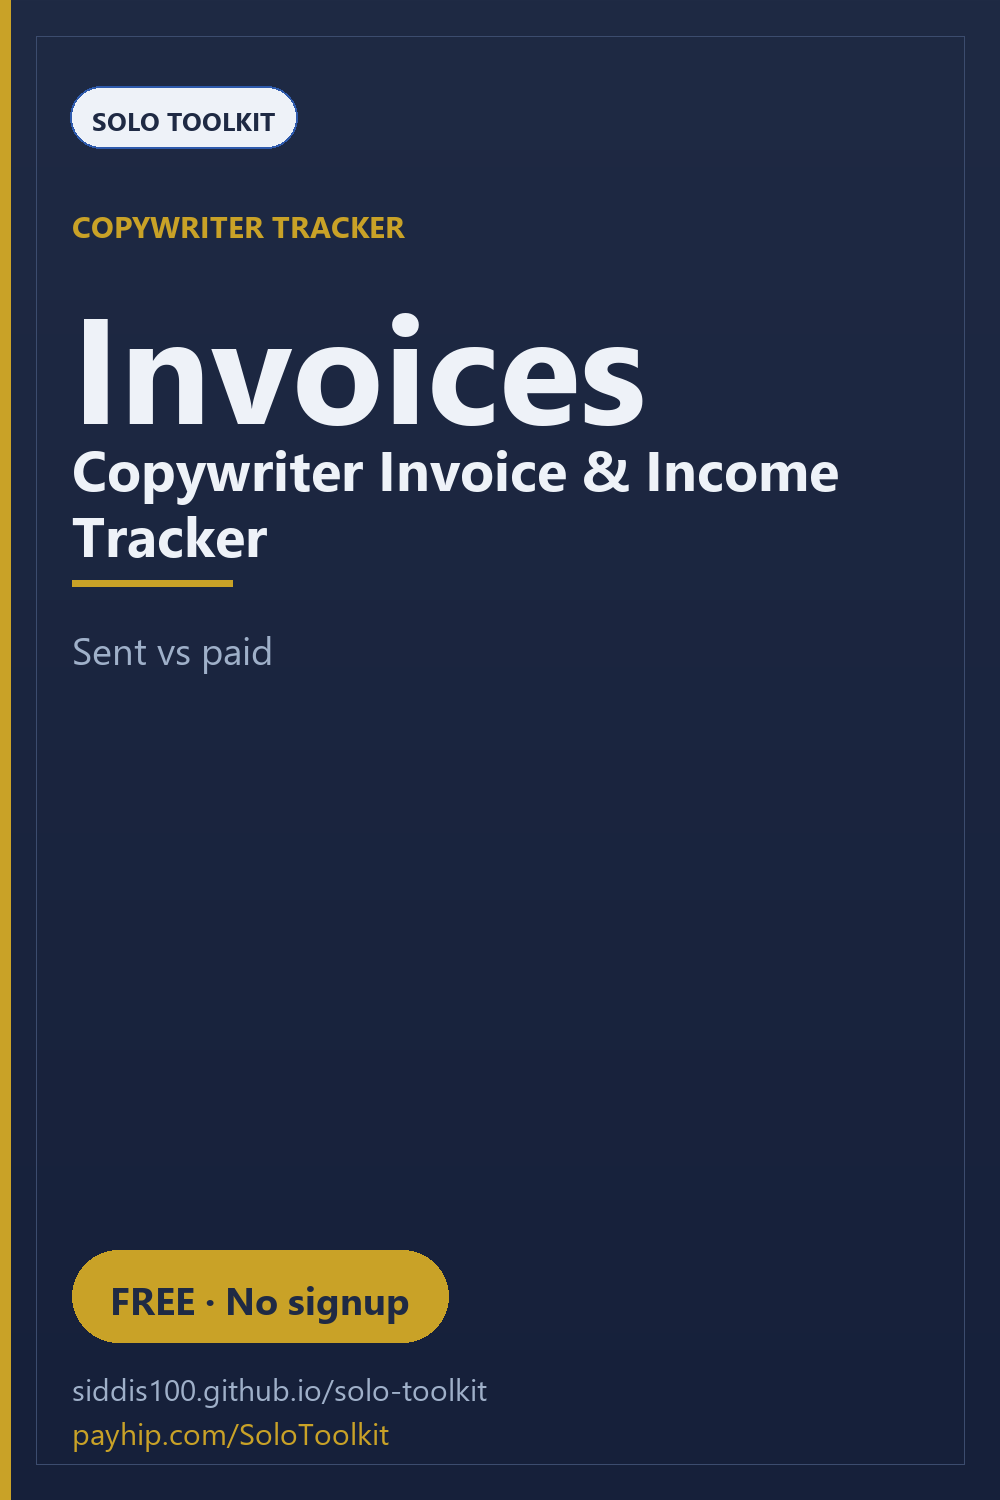 SOLO TOOLKIT
COPYWRITER TRACKER
Invoices
Copywriter Invoice & Income
Tracker
Sent vs paid
FREE · No signup
siddis100.github.io/solo-toolkit
payhip.com/SoloToolkit